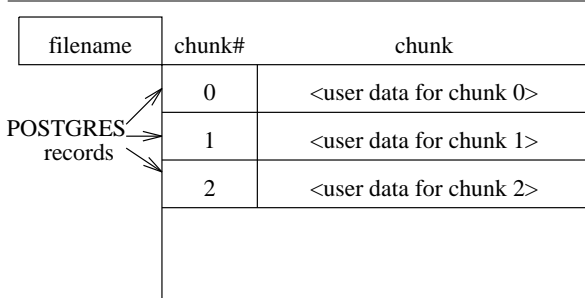 filename chunk# chunk
0 <user data for chunk 0>
POSTGRES
records
1 <user data for chunk 1>
2 <user data for chunk 2>